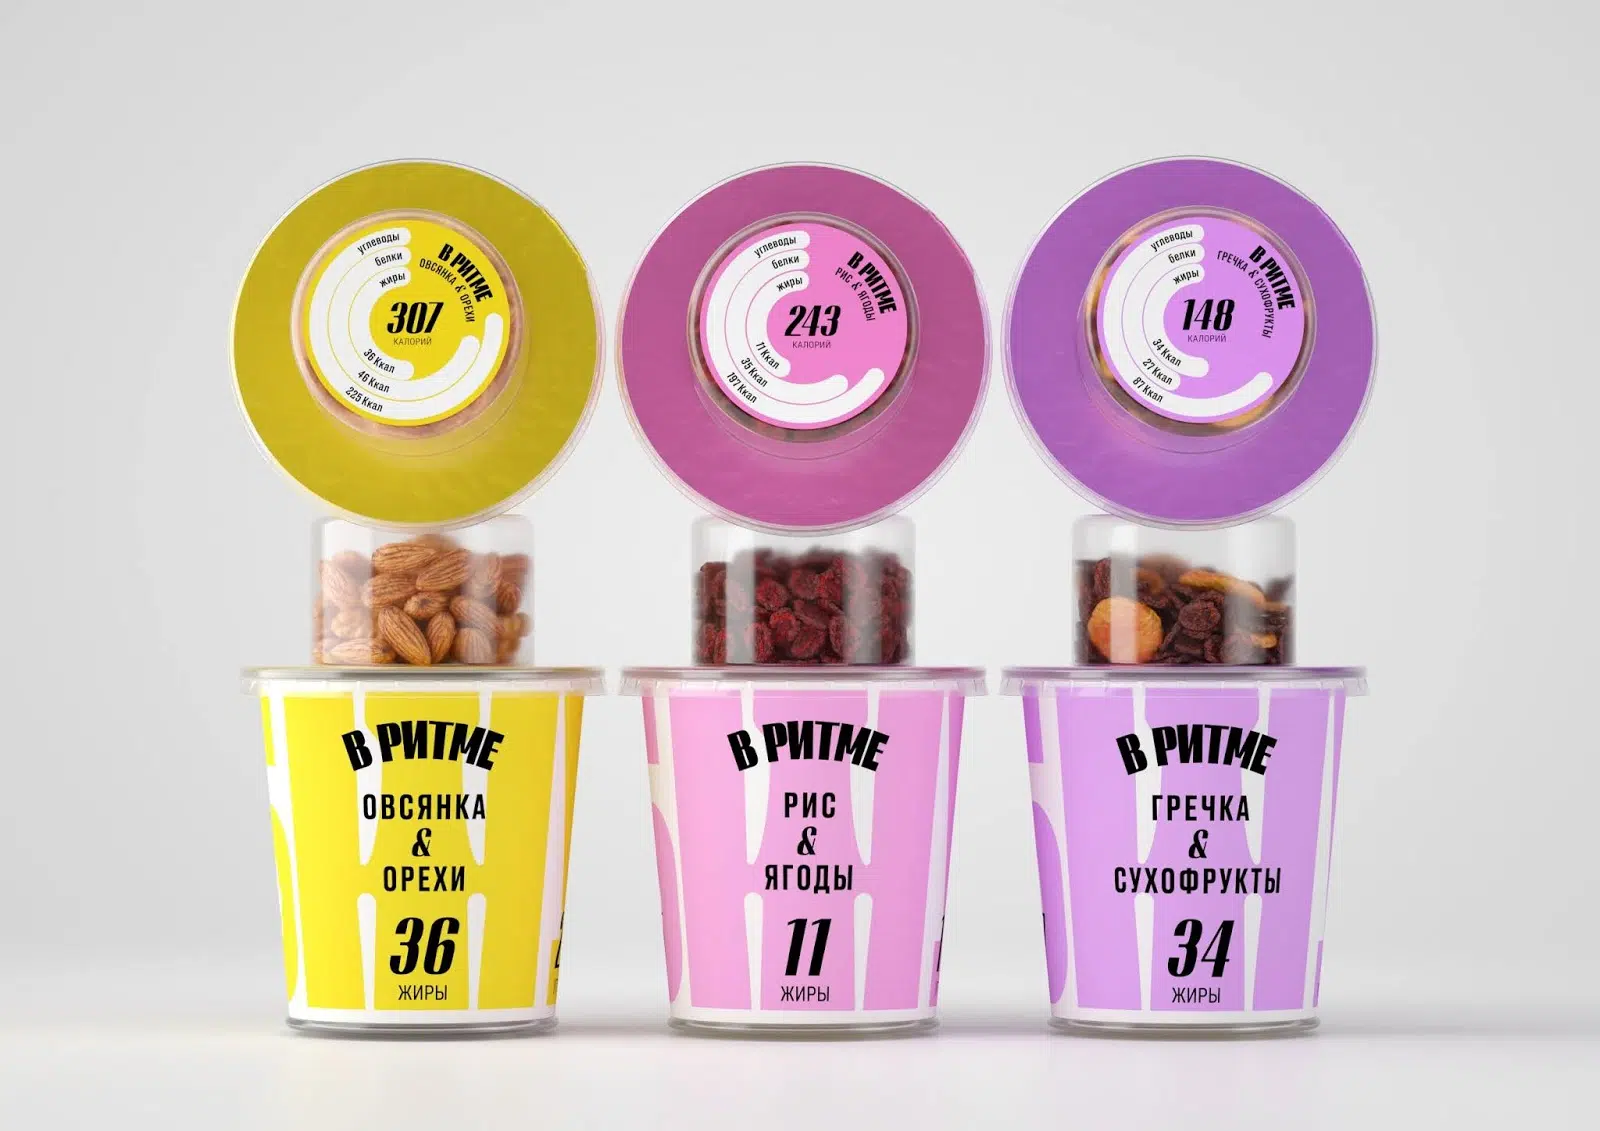 углеводы
белки
жиры
В РИТМЕ
ОВСЯНКА & ОРЕХИ
307
КАЛОРИЙ
36 Ккал
46 Ккал
225 Ккал
углеводы
белки
жиры
В РИТМЕ
РИС & ЯГОДЫ
243
КАЛОРИЙ
11 Ккал
35 Ккал
197 Ккал
углеводы
белки
жиры
В РИТМЕ
ГРЕЧКА & СУХОФРУКТЫ
148
КАЛОРИЙ
34 Ккал
27 Ккал
87 Ккал
В РИТМЕ
ОВСЯНКА
&
ОРЕХИ
36
ЖИРЫ
В РИТМЕ
РИС
&
ЯГОДЫ
11
ЖИРЫ
В РИТМЕ
ГРЕЧКА
&
СУХОФРУКТЫ
34
ЖИРЫ